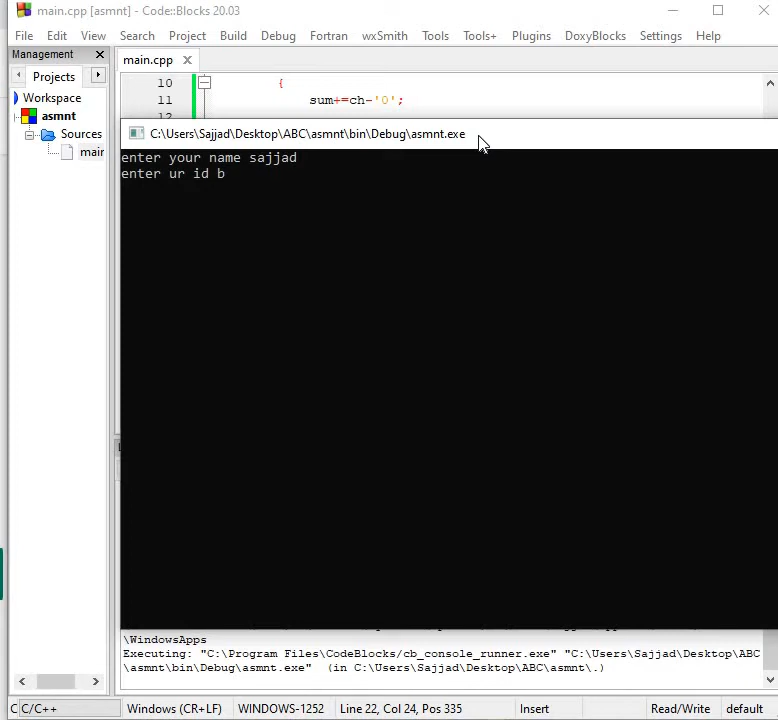 main.cpp [asmnt] - Code::Blocks 20.03
File Edit View Search Project Build Debug Fortran wxSmith Tools Tools+ Plugins DoxyBlocks Settings Help
Management
main.cpp
Projects
10 {
11 sum+=ch-'0';
Workspace
asmnt
Sources
main
C:\Users\Sajjad\Desktop\ABC\asmnt\bin\Debug\asmnt.exe
enter your name sajjad
enter ur id b
\WindowsApps
Executing: "C:\Program Files\CodeBlocks/cb_console_runner.exe" "C:\Users\Sajjad\Desktop\ABC
\asmnt\bin\Debug\asmnt.exe" (in C:\Users\Sajjad\Desktop\ABC\asmnt\.)
C C/C++ Windows (CR+LF) WINDOWS-1252 Line 22, Col 24, Pos 335 Insert Read/Write default